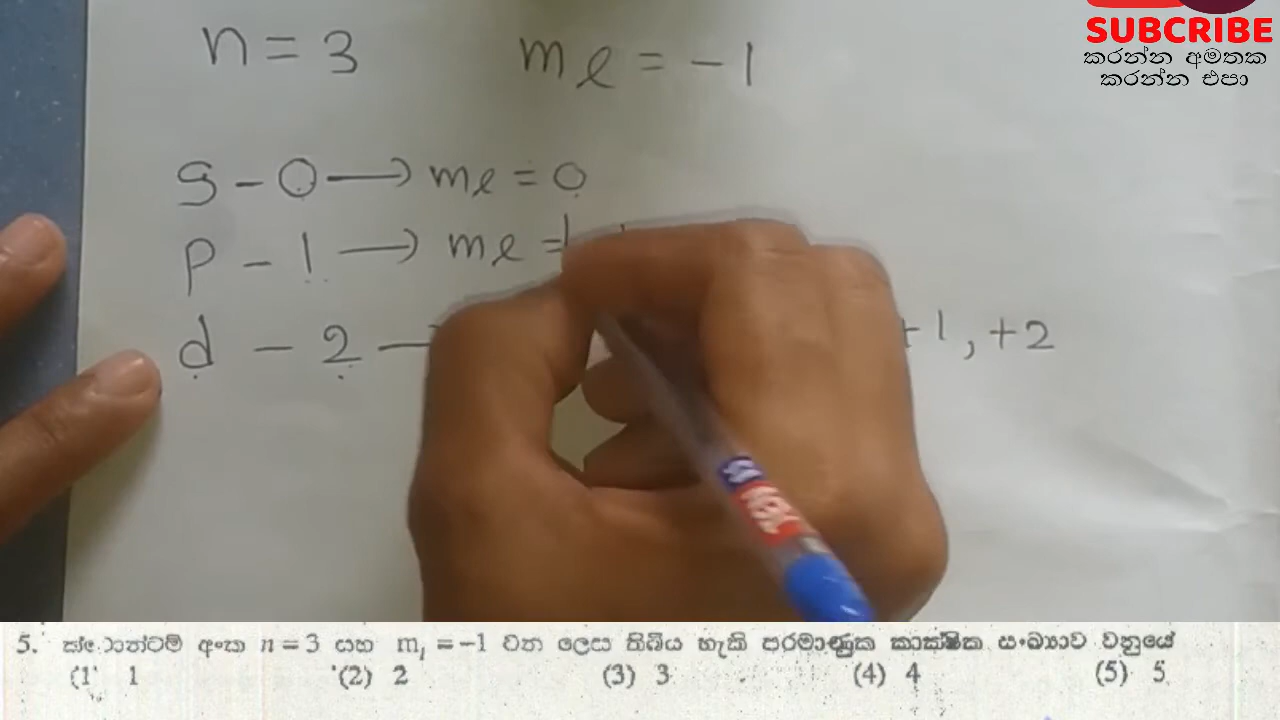 SUBCRIBE
කරන්න අමතක
කරන්න එපා
n = 3 mℓ = -1
s - 0 → mℓ = 0
p - 1 → mℓ =
d - 2 - +1, +2
5. ක්වොන්ටම් අංක n = 3 සහ mₗ = -1 වන ලෙස තිබිය හැකි පරමාණුක කාක්ෂික සංඛ්‍යාව වනුයේ
(1 1 (2) 2 (3) 3 (4) 4 (5) 5